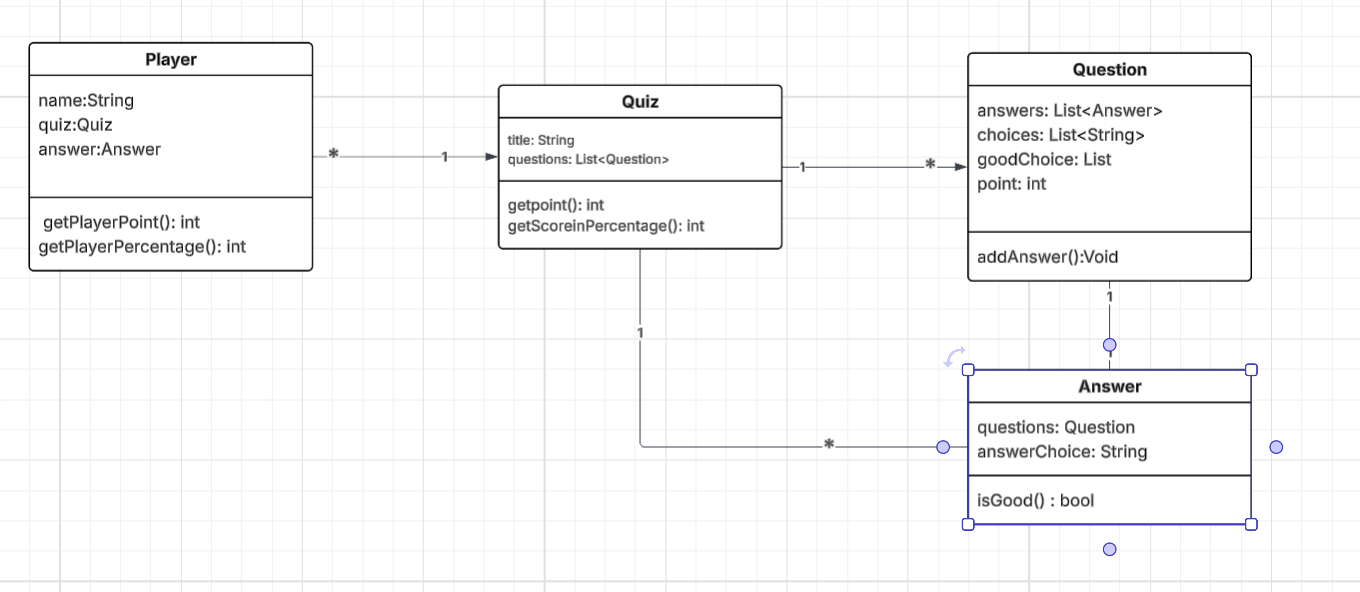 Player
name:String
quiz:Quiz
answer:Answer
getPlayerPoint(): int
getPlayerPercentage(): int
*
1
Quiz
title: String
questions: List<Question>
getpoint(): int
getScoreinPercentage(): int
1
*
Question
answers: List<Answer>
choices: List<String>
goodChoice: List
point: int
addAnswer():Void
1
1
*
Answer
questions: Question
answerChoice: String
isGood() : bool